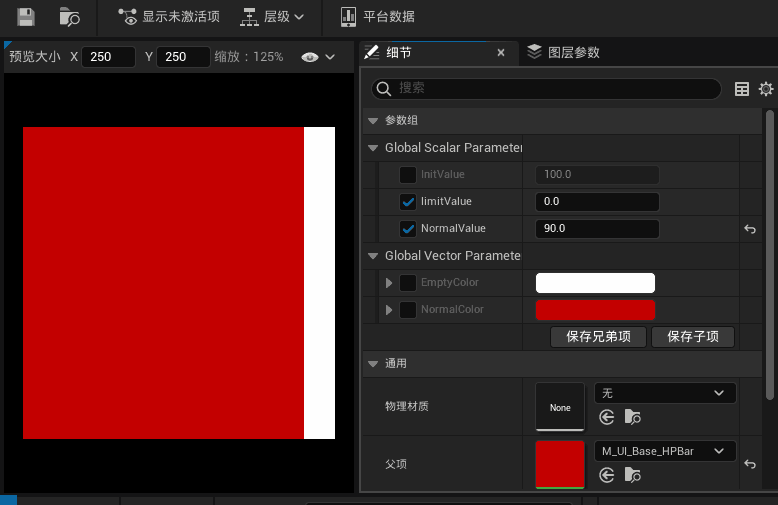 显示未激活项 层级 平台数据
预览大小 X 250 Y 250 缩放：125%
细节 × 图层参数
搜索
参数组
Global Scalar Parameter
InitValue 100.0
limitValue 0.0
NormalValue 90.0
Global Vector Paramete
EmptyColor
NormalColor
保存兄弟项 保存子项
通用
物理材质 None 无
父项 M_UI_Base_HPBar